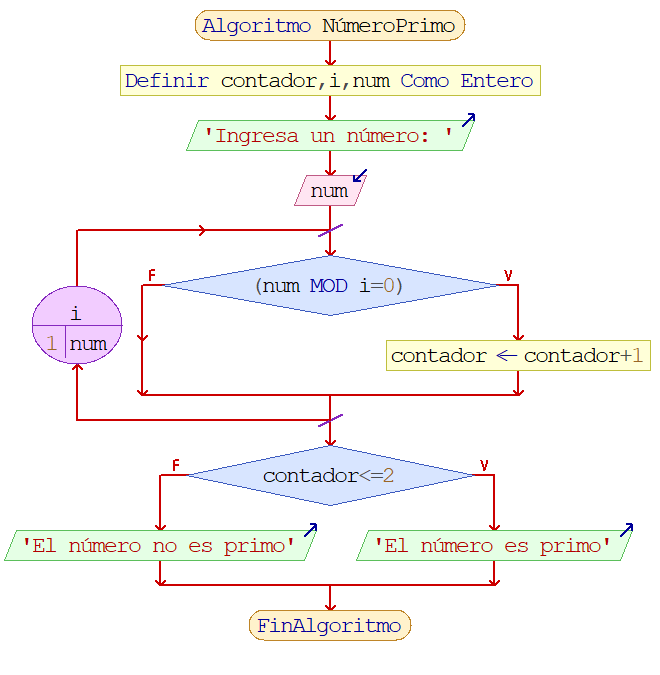 Algoritmo NúmeroPrimo
Definir contador,i,num Como Entero
'Ingresa un número: '
num
F
(num MOD i=0)
V
i
1 num
contador ← contador+1
F
contador<=2
V
'El número no es primo'
'El número es primo'
FinAlgoritmo